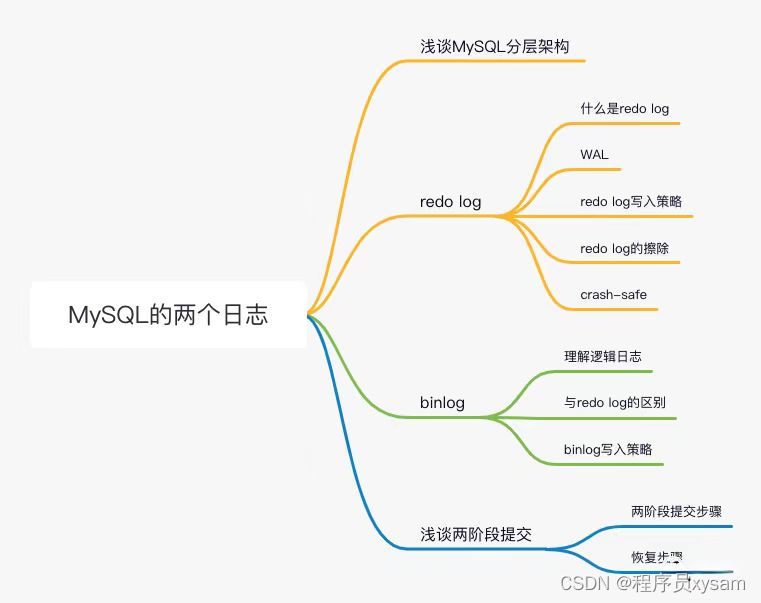 浅谈MySQL分层架构
什么是redo log
WAL
redo log
redo log写入策略
redo log的擦除
crash-safe
MySQL的两个日志
理解逻辑日志
binlog
与redo log的区别
binlog写入策略
两阶段提交步骤
浅谈两阶段提交
恢复步骤
CSDN @程序员xysam